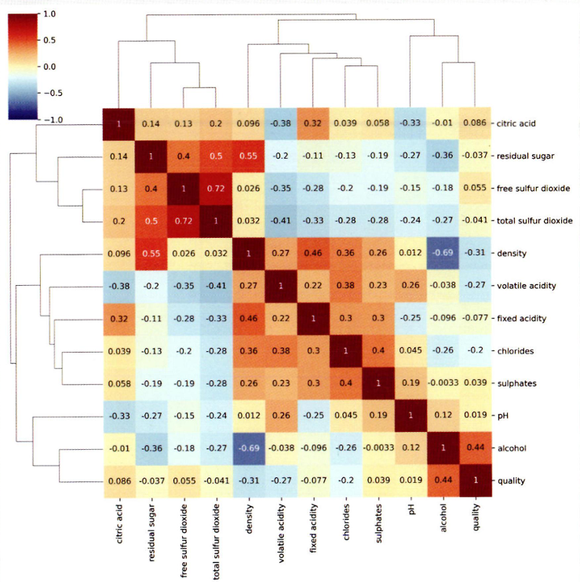 1.0
0.5
0.0
−0.5
−1.0
1 0.14 0.13 0.2 0.096 -0.38 0.32 0.039 0.058 -0.33 -0.01 0.086 citric acid
0.14 1 0.4 0.5 0.55 -0.2 -0.11 -0.13 -0.19 -0.27 -0.36 -0.037 residual sugar
0.13 0.4 1 0.72 0.026 -0.35 -0.28 -0.2 -0.19 -0.15 -0.18 0.055 free sulfur dioxide
0.2 0.5 0.72 1 0.032 -0.41 -0.33 -0.28 -0.28 -0.24 -0.27 -0.041 total sulfur dioxide
0.096 0.55 0.026 0.032 1 0.27 0.46 0.36 0.26 0.012 -0.69 -0.31 density
-0.38 -0.2 -0.35 -0.41 0.27 1 0.22 0.38 0.23 0.26 -0.038 -0.27 volatile acidity
0.32 -0.11 -0.28 -0.33 0.46 0.22 1 0.3 0.3 -0.25 -0.096 -0.077 fixed acidity
0.039 -0.13 -0.2 -0.28 0.36 0.38 0.3 1 0.4 0.045 -0.26 -0.2 chlorides
0.058 -0.19 -0.19 -0.28 0.26 0.23 0.3 0.4 1 0.19 -0.0033 0.039 sulphates
-0.33 -0.27 -0.15 -0.24 0.012 0.26 -0.25 0.045 0.19 1 0.12 0.019 pH
-0.01 -0.36 -0.18 -0.27 -0.69 -0.038 -0.096 -0.26 -0.0033 0.12 1 0.44 alcohol
0.086 -0.037 0.055 -0.041 -0.31 -0.27 -0.077 -0.2 0.039 0.019 0.44 1 quality
citric acid
residual sugar
free sulfur dioxide
total sulfur dioxide
density
volatile acidity
fixed acidity
chlorides
sulphates
pH
alcohol
quality